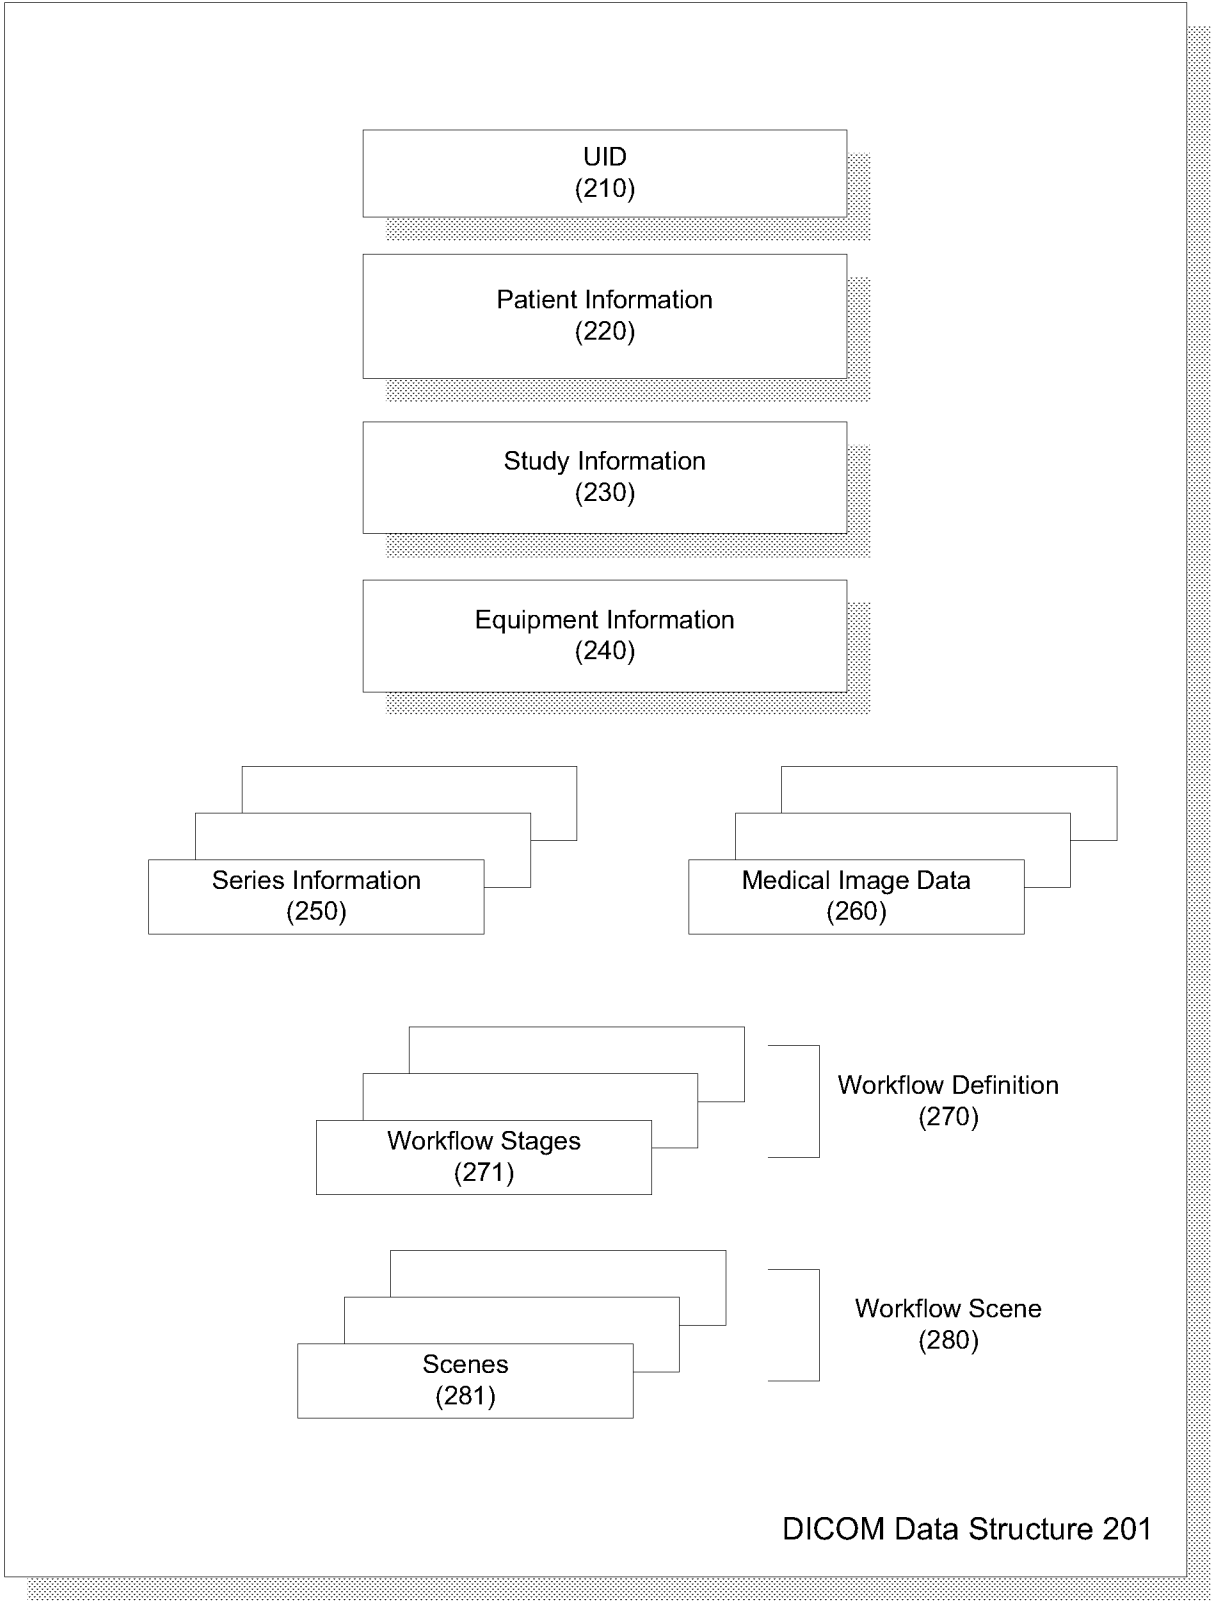 UID
(210)
Patient Information
(220)
Study Information
(230)
Equipment Information
(240)
Series Information
(250)
Medical Image Data
(260)
Workflow Stages
(271)
Workflow Definition
(270)
Scenes
(281)
Workflow Scene
(280)
DICOM Data Structure 201